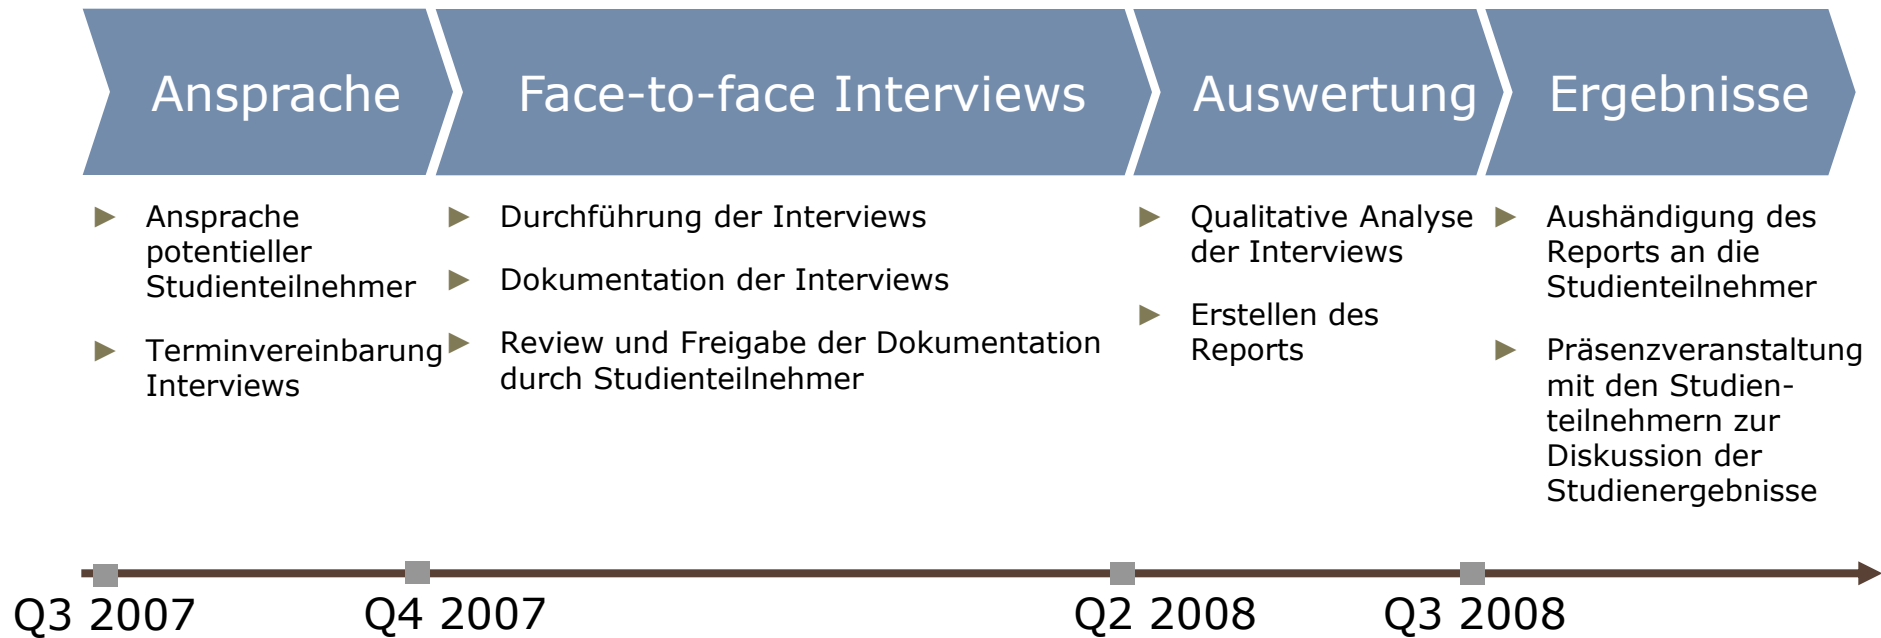 Ansprache
Face-to-face Interviews
Auswertung
Ergebnisse
Ansprache
potentieller
Studienteilnehmer
Terminvereinbarung
Interviews
Durchführung der Interviews
Dokumentation der Interviews
Review und Freigabe der Dokumentation
durch Studienteilnehmer
Qualitative Analyse
der Interviews
Erstellen des
Reports
Aushändigung des
Reports an die
Studienteilnehmer
Präsenzveranstaltung
mit den Studien-
teilnehmern zur
Diskussion der
Studienergebnisse
Q3 2007
Q4 2007
Q2 2008
Q3 2008